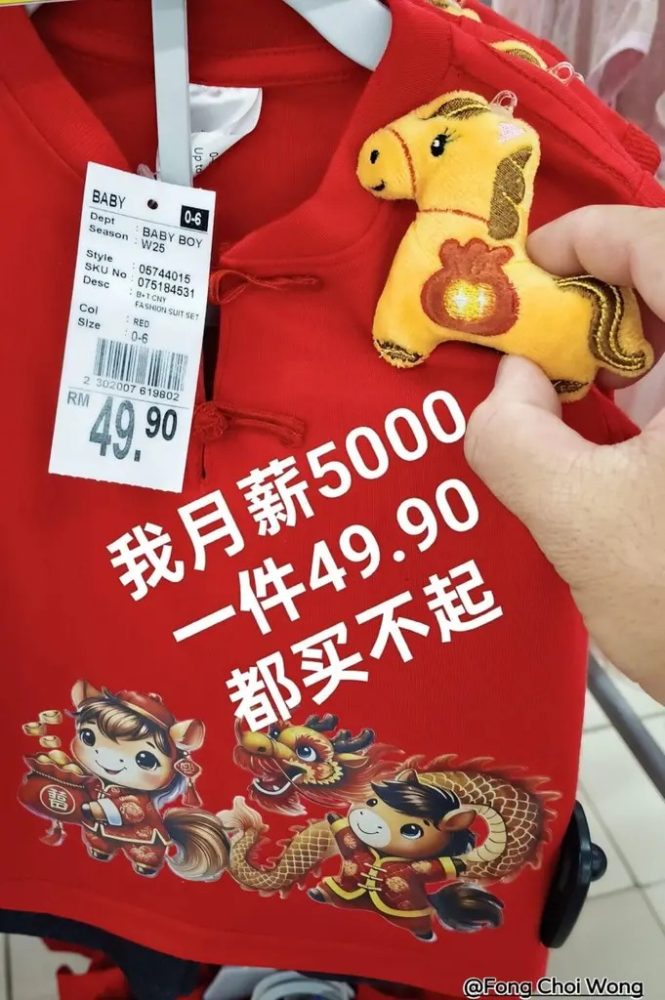 BABY
0-6
Dept : BABY BOY
Season : W25
Style : 05744015
SKU No : 075184531
Desc : B+T:CNY
FASHION SUIT SET
Col : RED
Size : 0-6
2 302007 619802
RM
49.90
我月薪5000
一件49.90
都买不起
囍
@Fong Choi Wong